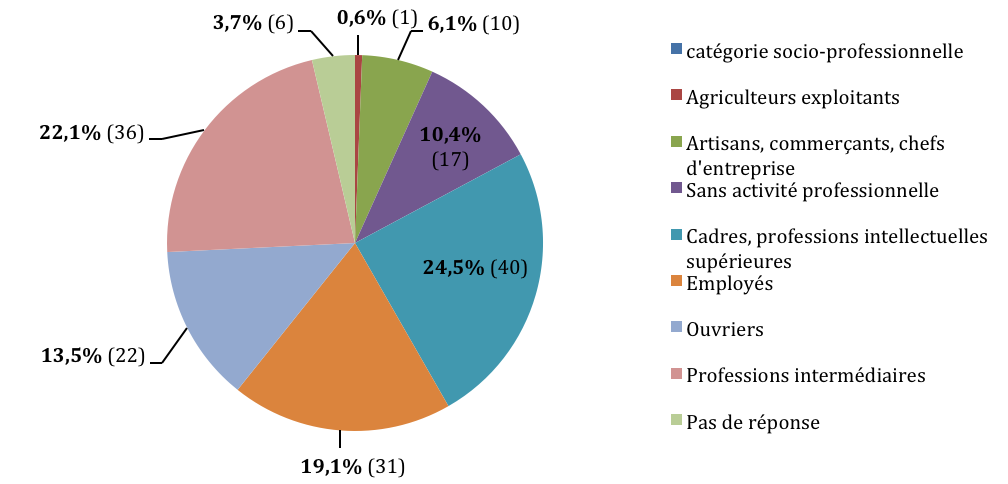 3,7% (6)
0,6% (1)
6,1% (10)
22,1% (36)
10,4%
(17)
24,5% (40)
13,5% (22)
19,1% (31)
catégorie socio-professionnelle
Agriculteurs exploitants
Artisans, commerçants, chefs
d'entreprise
Sans activité professionnelle
Cadres, professions intellectuelles
supérieures
Employés
Ouvriers
Professions intermédiaires
Pas de réponse